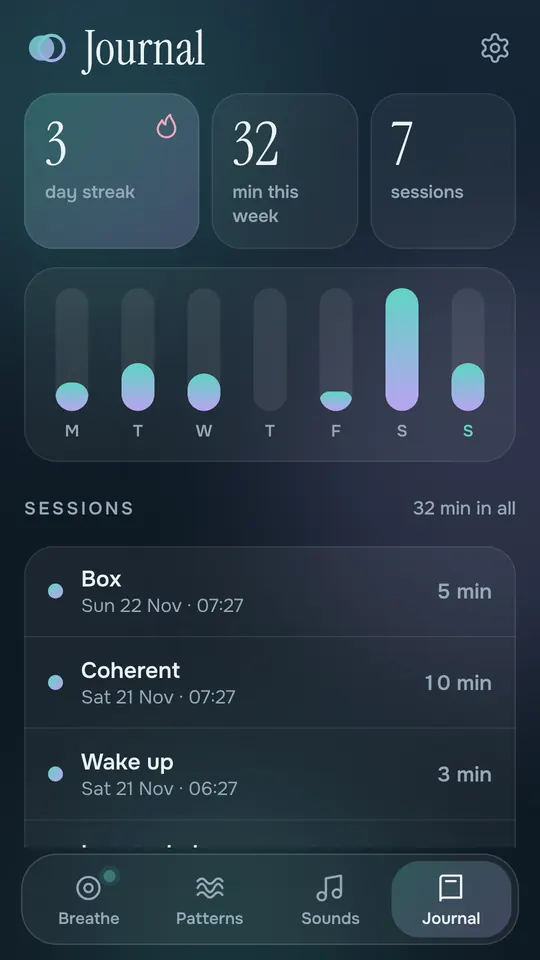 Journal
3
day streak
32
min this
week
7
sessions
M T W T F S S
SESSIONS
32 min in all
Box
Sun 22 Nov · 07:27
5 min
Coherent
Sat 21 Nov · 07:27
10 min
Wake up
Sat 21 Nov · 06:27
3 min
Breathe
Patterns
Sounds
Journal